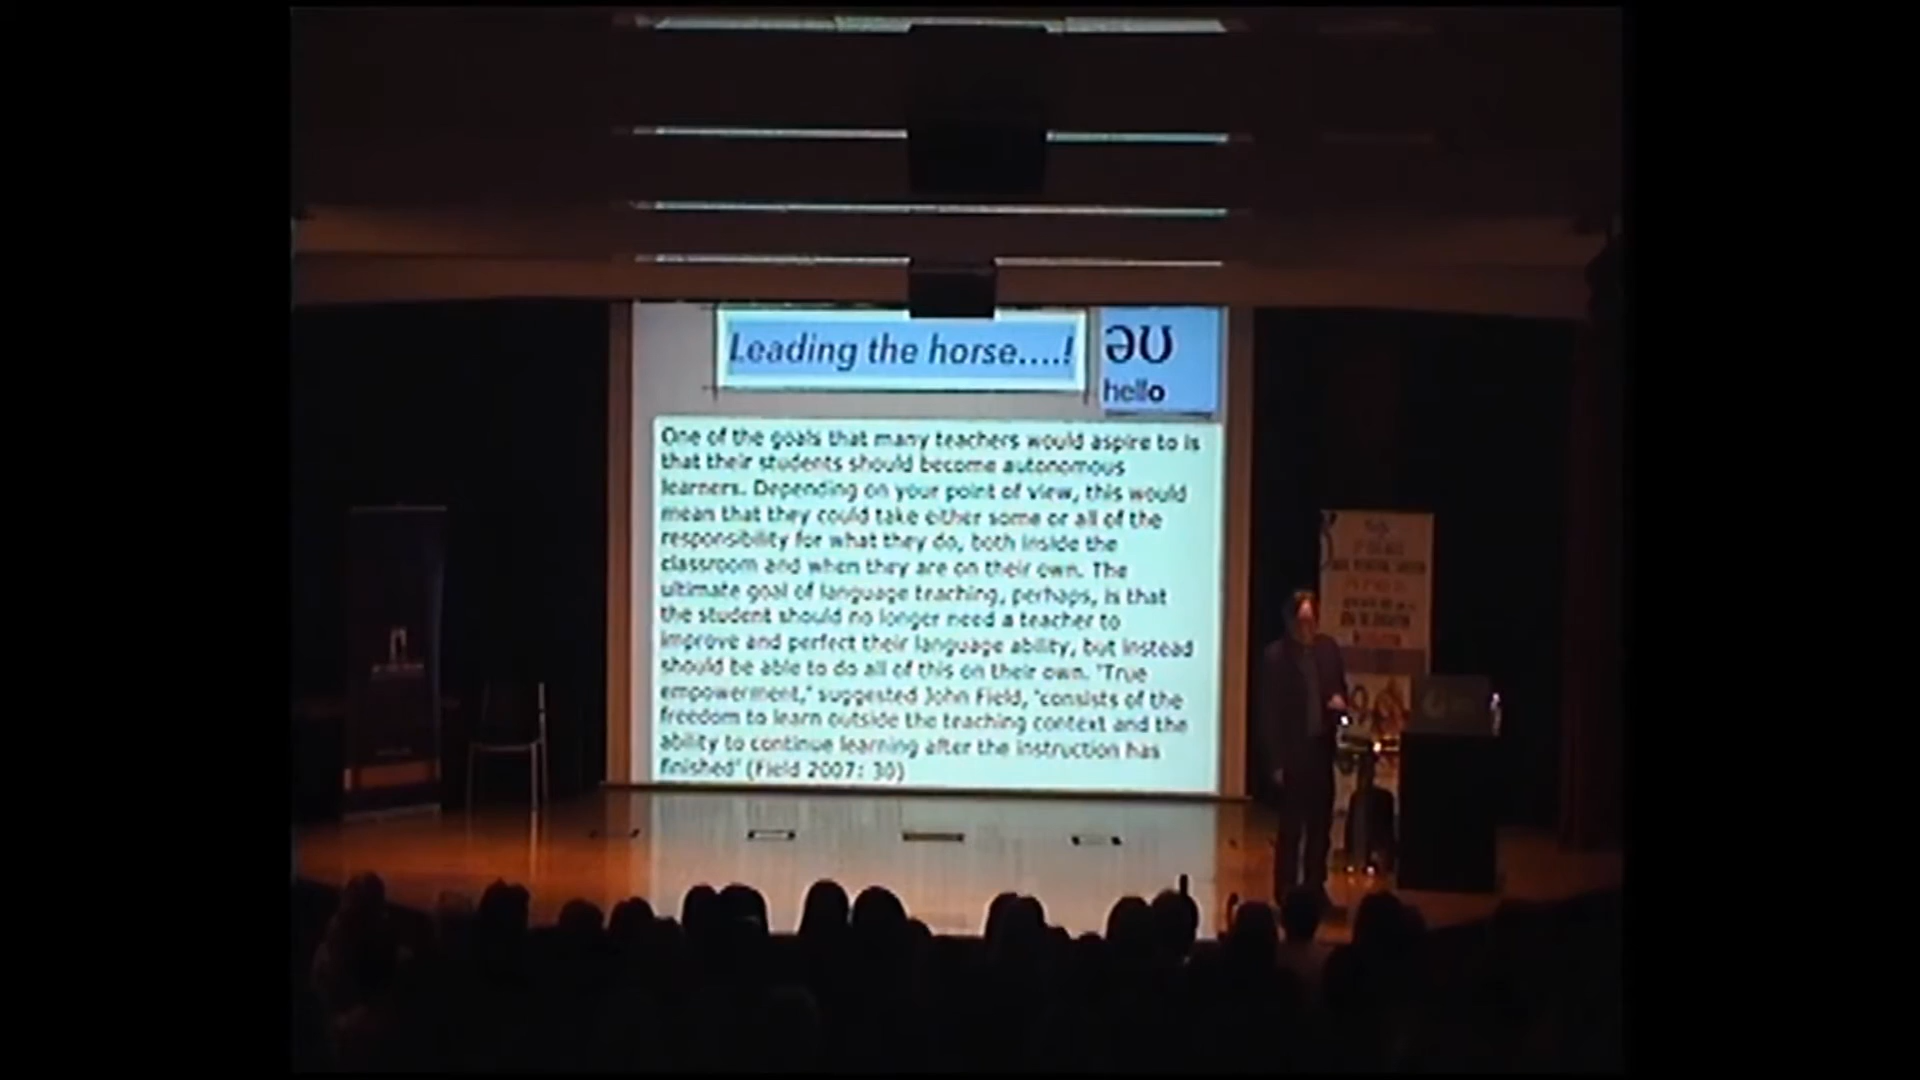 Leading the horse....!
əʊ
hello
One of the goals that many teachers would aspire to is
that their students should become autonomous
learners. Depending on your point of view, this would
mean that they could take either some or all of the
responsibility for what they do, both inside the
classroom and when they are on their own. The
ultimate goal of language teaching, perhaps, is that
the student should no longer need a teacher to
improve and perfect their language ability, but instead
should be able to do all of this on their own. 'True
empowerment,' suggested John Field, 'consists of the
freedom to learn outside the teaching context and the
ability to continue learning after the instruction has
finished' (Field 2007: 30)